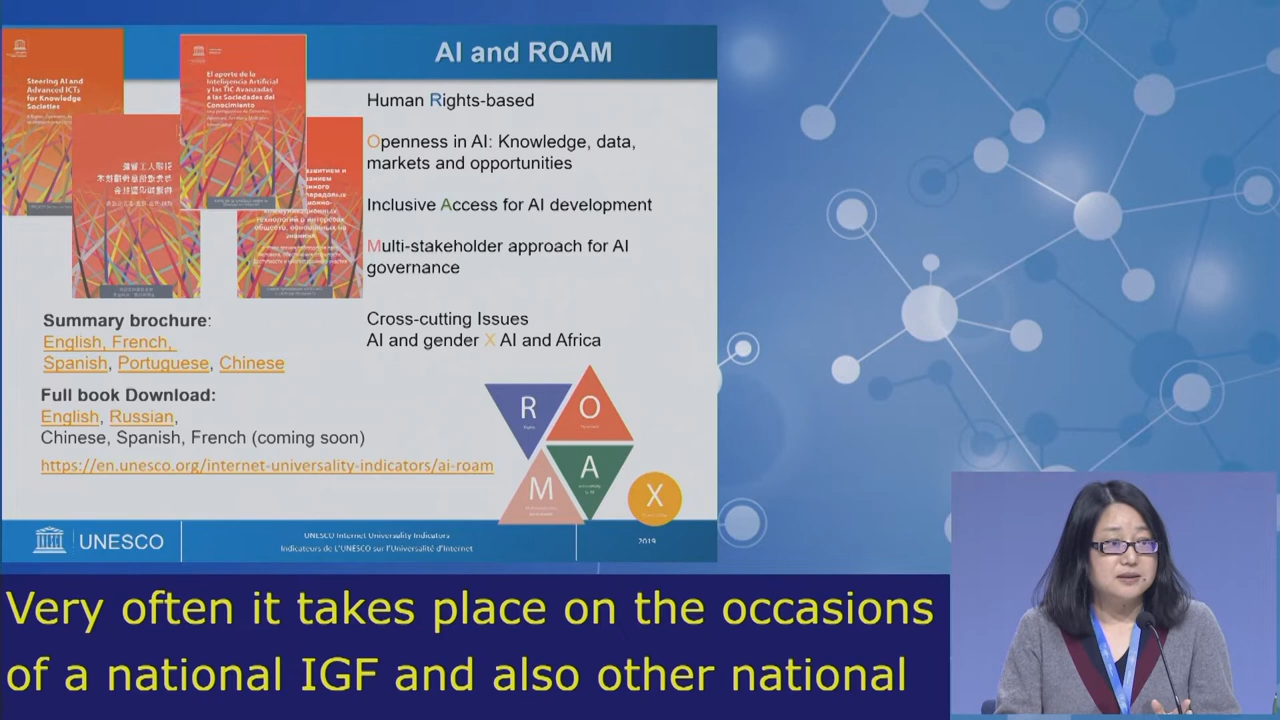 AI and ROAM
Steering AI and
Advanced ICTs
for Knowledge
Societies
El aporte de la
Inteligencia Artificial
y las TIC Avanzadas
a las Sociedades del
Conocimiento
Human Rights-based
Openness in AI: Knowledge, data,
markets and opportunities
Inclusive Access for AI development
Multi-stakeholder approach for AI
governance
Cross-cutting Issues
AI and gender X AI and Africa
Summary brochure:
English, French,
Spanish, Portuguese, Chinese
Full book Download:
English, Russian,
Chinese, Spanish, French (coming soon)
https://en.unesco.org/internet-universality-indicators/ai-roam
R
O
M
A
X
UNESCO
UNESCO Internet Universality Indicators
Indicateurs de L'UNESCO sur l'Universalité d'Internet
2019
Very often it takes place on the occasions
of a national IGF and also other national